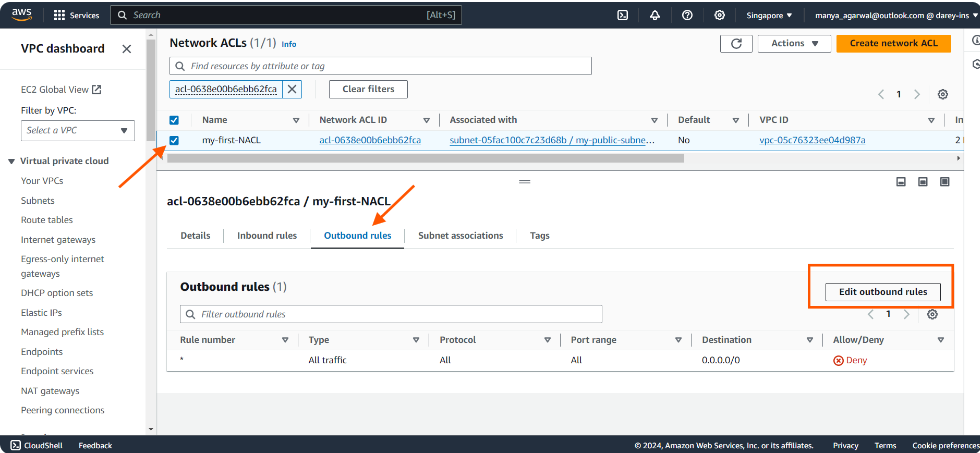 aws
Services
Search
[Alt+S]
Singapore
manya_agarwal@outlook.com @ darey-ins
VPC dashboard
EC2 Global View
Filter by VPC:
Select a VPC
Virtual private cloud
Your VPCs
Subnets
Route tables
Internet gateways
Egress-only internet
gateways
DHCP option sets
Elastic IPs
Managed prefix lists
Endpoints
Endpoint services
NAT gateways
Peering connections
Network ACLs (1/1) Info
Actions
Create network ACL
Find resources by attribute or tag
acl-0638e00b6ebb62fca
Clear filters
1
Name Network ACL ID Associated with Default VPC ID In
my-first-NACL acl-0638e00b6ebb62fca subnet-05fac100c7c23d68b / my-public-subne... No vpc-05c76323ee04d987a 2
acl-0638e00b6ebb62fca / my-first-NACL
Details Inbound rules Outbound rules Subnet associations Tags
Outbound rules (1)
Edit outbound rules
Filter outbound rules
1
Rule number Type Protocol Port range Destination Allow/Deny
* All traffic All All 0.0.0.0/0 Deny
CloudShell Feedback © 2024, Amazon Web Services, Inc. or its affiliates. Privacy Terms Cookie preferences